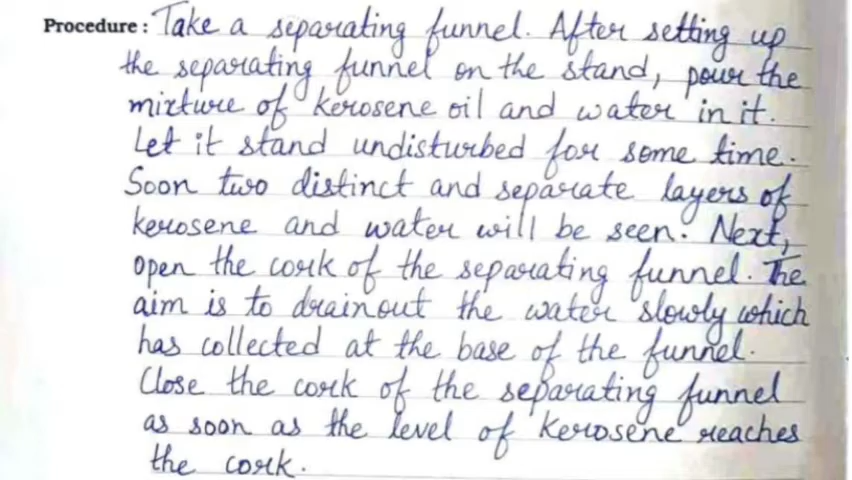 Procedure : Take a separating funnel. After setting up
the separating funnel on the stand, pour the
mixture of kerosene oil and water in it.
Let it stand undisturbed for some time.
Soon two distinct and separate layers of
kerosene and water will be seen. Next,
open the cork of the separating funnel. The
aim is to drainout the water slowly which
has collected at the base of the funnel.
Close the cork of the separating funnel
as soon as the level of kerosene reaches
the cork.